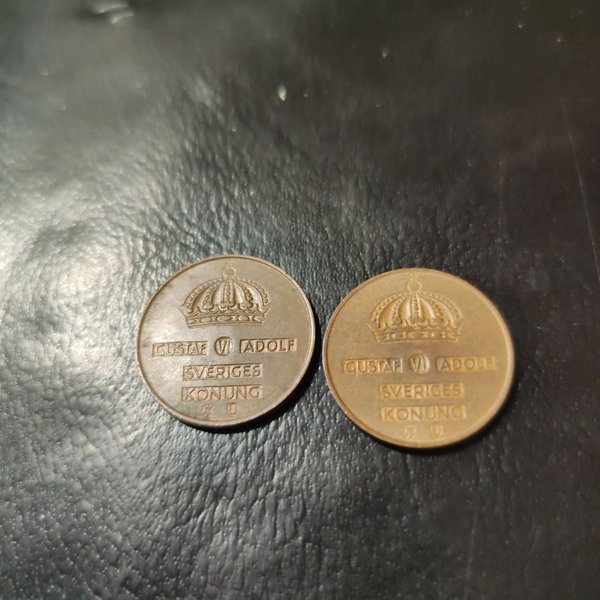 GUSTAF VI ADOLF
SVERIGES
KONUNG
U
GUSTAF VI ADOLF
SVERIGES
KONUNG
U